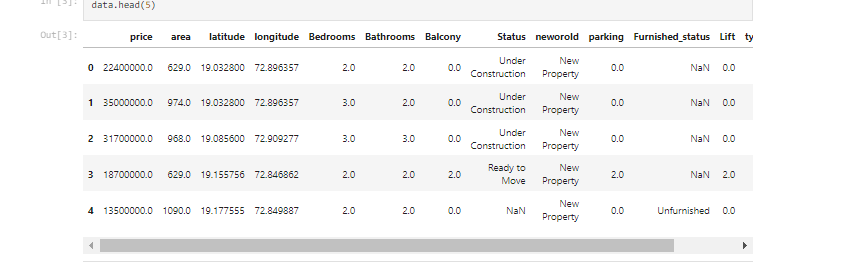 In [3]:
data.head(5)
Out[3]:
price area latitude longitude Bedrooms Bathrooms Balcony Status neworold parking Furnished_status Lift ty
0 22400000.0 629.0 19.032800 72.896357 2.0 2.0 0.0 Under Construction New Property 0.0 NaN 0.0
1 35000000.0 974.0 19.032800 72.896357 3.0 2.0 0.0 Under Construction New Property 0.0 NaN 0.0
2 31700000.0 968.0 19.085600 72.909277 3.0 3.0 0.0 Under Construction New Property 0.0 NaN 0.0
3 18700000.0 629.0 19.155756 72.846862 2.0 2.0 2.0 Ready to Move New Property 2.0 NaN 2.0
4 13500000.0 1090.0 19.177555 72.849887 2.0 2.0 0.0 NaN New Property 0.0 Unfurnished 0.0